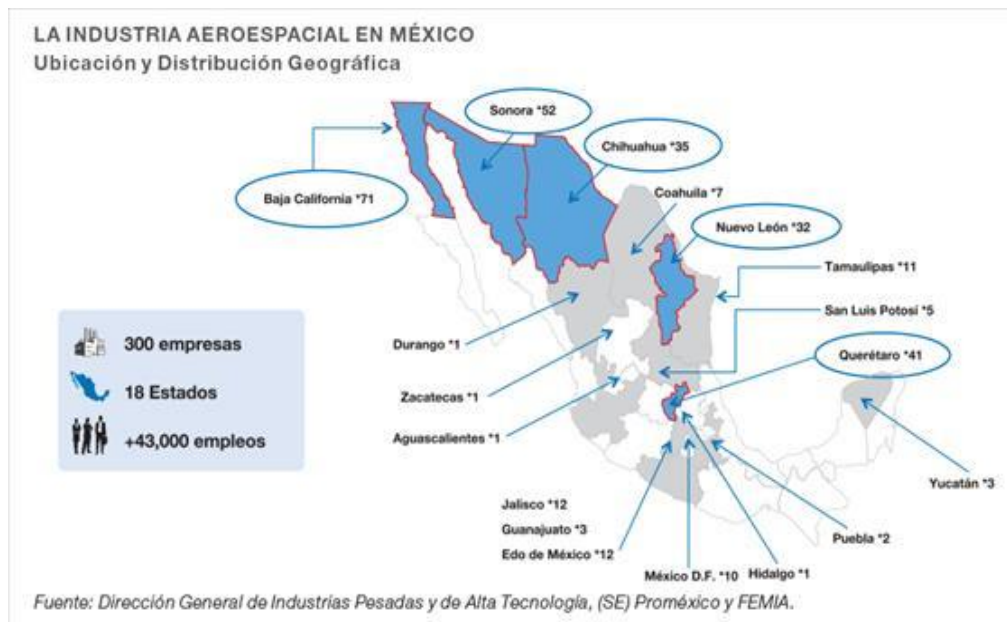 LA INDUSTRIA AEROESPACIAL EN MÉXICO
Ubicación y Distribución Geográfica
Sonora *52
Chihuahua *35
Baja California *71
Coahuila *7
Nuevo León *32
Tamaulipas *11
San Luis Potosí *5
300 empresas
18 Estados
+43,000 empleos
Durango *1
Querétaro *41
Zacatecas *1
Aguascalientes *1
Yucatán *3
Jalisco *12
Guanajuato *3
Edo de México *12
Puebla *2
México D.F. *10
Hidalgo *1
Fuente: Dirección General de Industrias Pesadas y de Alta Tecnología, (SE) Proméxico y FEMIA.